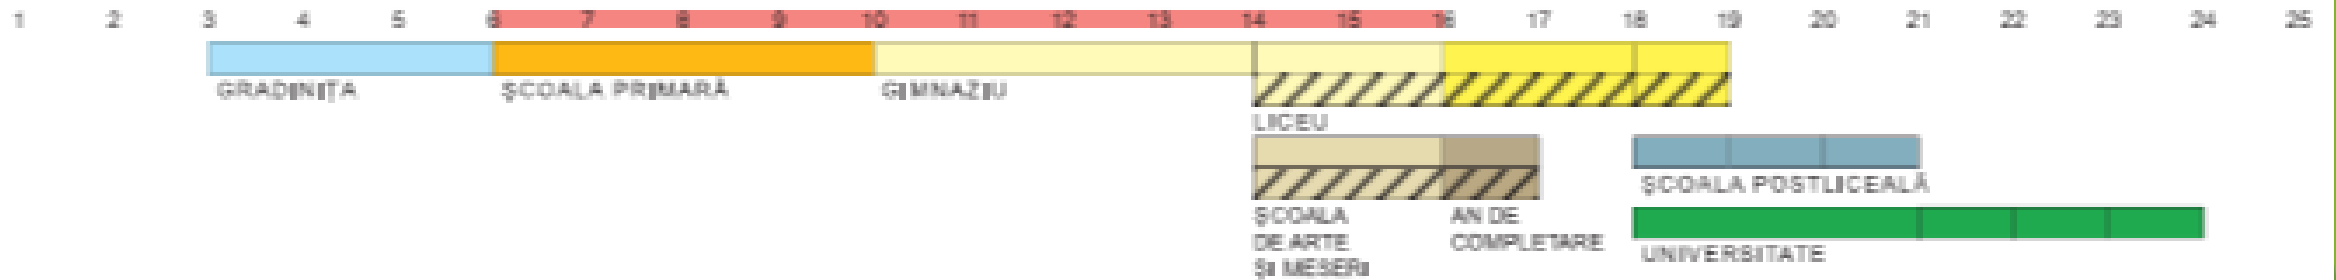 1 2 3 4 5 6 7 8 9 10 11 12 13 14 15 16 17 18 19 20 21 22 23 24 25
GRADINIȚA ȘCOALA PRIMARĂ GIMNAZIU
LICEU
ȘCOALA POSTLICEALĂ
ȘCOALA AN DE
DE ARTE COMPLETARE
ȘI MESERI
UNIVERSITATE